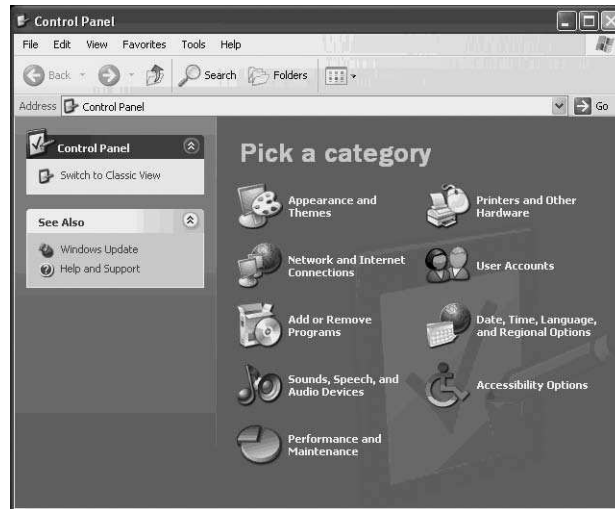 Control Panel
File Edit View Favorites Tools Help
Back Search Folders
Address Control Panel Go
Control Panel
Switch to Classic View
See Also
Windows Update
Help and Support
Pick a category
Appearance and
Themes
Printers and Other
Hardware
Network and Internet
Connections
User Accounts
Add or Remove
Programs
Date, Time, Language,
and Regional Options
Sounds, Speech, and
Audio Devices
Accessibility Options
Performance and
Maintenance